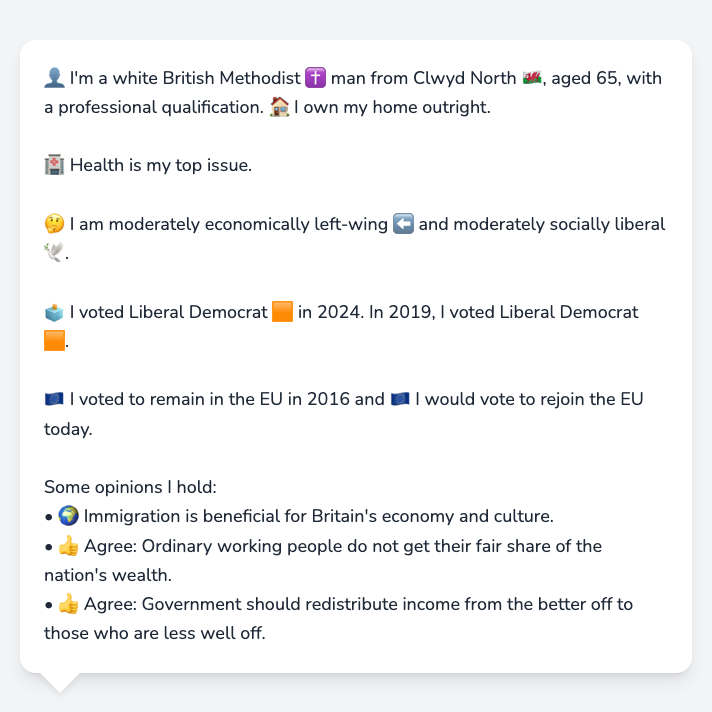 👤 I'm a white British Methodist ✝️ man from Clwyd North 🏴󠁧󠁢󠁷󠁬󠁳󠁿, aged 65, with
a professional qualification. 🏠 I own my home outright.
🏥 Health is my top issue.
🤔 I am moderately economically left-wing ⬅️ and moderately socially liberal
🕊️.
🗳️ I voted Liberal Democrat 🟧 in 2024. In 2019, I voted Liberal Democrat
🟧.
🇪🇺 I voted to remain in the EU in 2016 and 🇪🇺 I would vote to rejoin the EU
today.
Some opinions I hold:
• 🌍 Immigration is beneficial for Britain's economy and culture.
• 👍 Agree: Ordinary working people do not get their fair share of the
nation's wealth.
• 👍 Agree: Government should redistribute income from the better off to
those who are less well off.